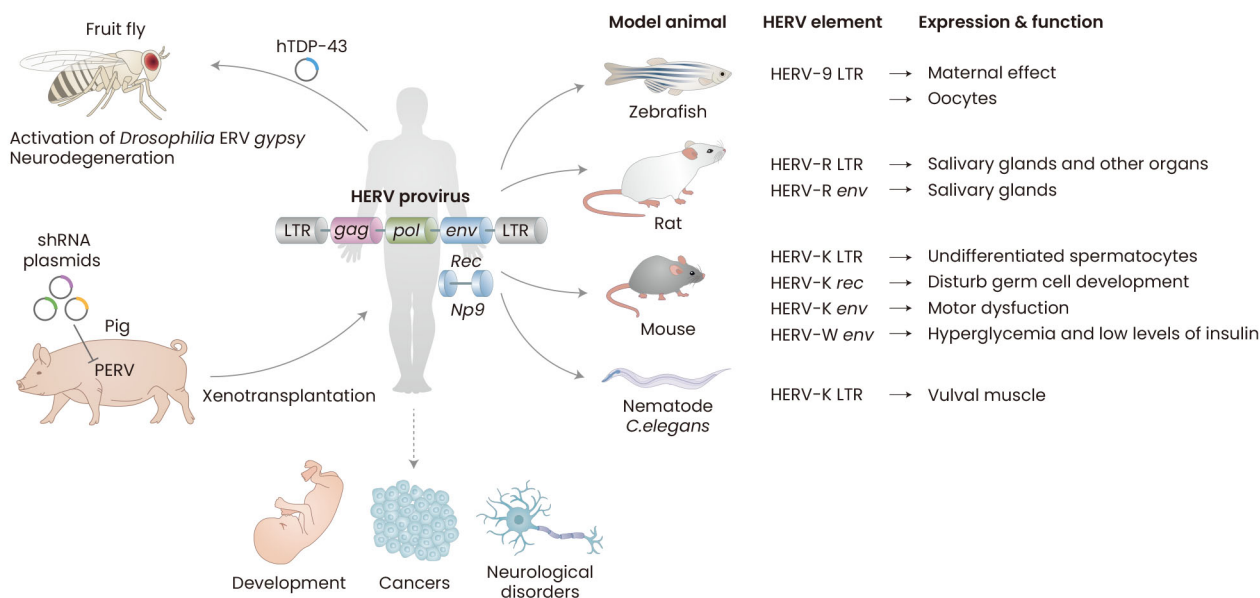 Fruit fly
hTDP-43
Activation of Drosophilia ERV gypsy
Neurodegeneration
shRNA
plasmids
Pig
PERV
Xenotransplantation
HERV provirus
LTR gag pol env LTR
Rec
Np9
Development
Cancers
Neurological
disorders
Model animal HERV element Expression & function
Zebrafish
HERV-9 LTR → Maternal effect
→ Oocytes
Rat
HERV-R LTR → Salivary glands and other organs
HERV-R env → Salivary glands
Mouse
HERV-K LTR → Undifferentiated spermatocytes
HERV-K rec → Disturb germ cell development
HERV-K env → Motor dysfuction
HERV-W env → Hyperglycemia and low levels of insulin
Nematode
C.elegans
HERV-K LTR → Vulval muscle